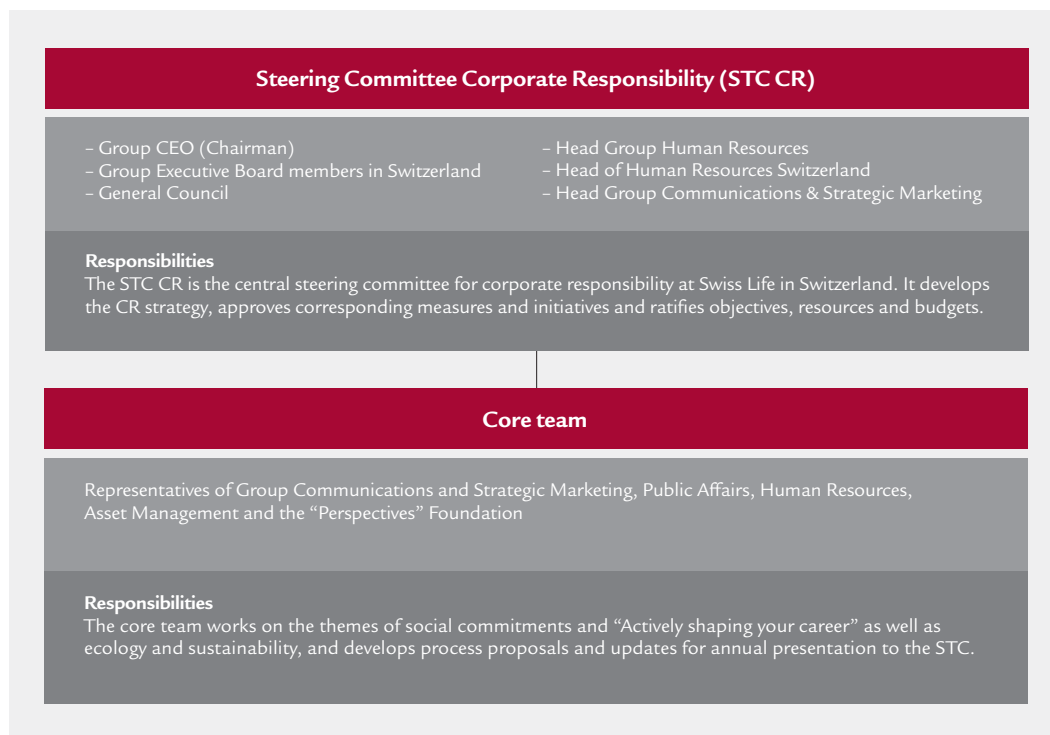 Steering Committee Corporate Responsibility (STC CR)
– Group CEO (Chairman)
– Group Executive Board members in Switzerland
– General Council
– Head Group Human Resources
– Head of Human Resources Switzerland
– Head Group Communications & Strategic Marketing
Responsibilities
The STC CR is the central steering committee for corporate responsibility at Swiss Life in Switzerland. It develops
the CR strategy, approves corresponding measures and initiatives and ratifies objectives, resources and budgets.
Core team
Representatives of Group Communications and Strategic Marketing, Public Affairs, Human Resources,
Asset Management and the “Perspectives” Foundation
Responsibilities
The core team works on the themes of social commitments and “Actively shaping your career” as well as
ecology and sustainability, and develops process proposals and updates for annual presentation to the STC.